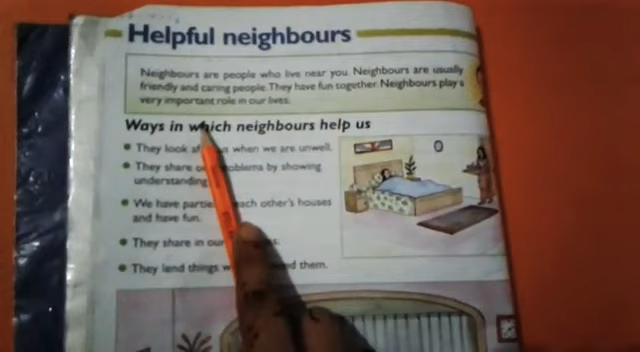 Helpful neighbours
Neighbours are people who live near you. Neighbours are usually
friendly and caring people. They have fun together. Neighbours play a
very important role in our lives.
Ways in which neighbours help us
They look when we are unwell.
They share by showing
understanding
We have each other's houses
and have fun.
They share in our
They lend things them.